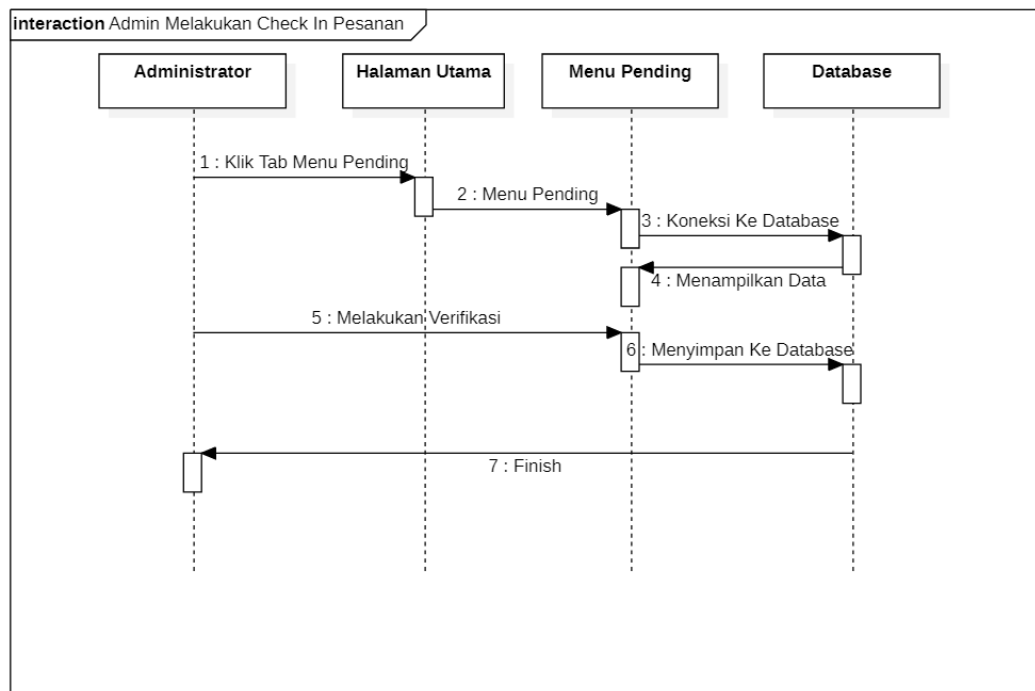 interaction Admin Melakukan Check In Pesanan
Administrator
Halaman Utama
Menu Pending
Database
1 : Klik Tab Menu Pending
2 : Menu Pending
3 : Koneksi Ke Database
4 : Menampilkan Data
5 : Melakukan Verifikasi
6 : Menyimpan Ke Database
7 : Finish